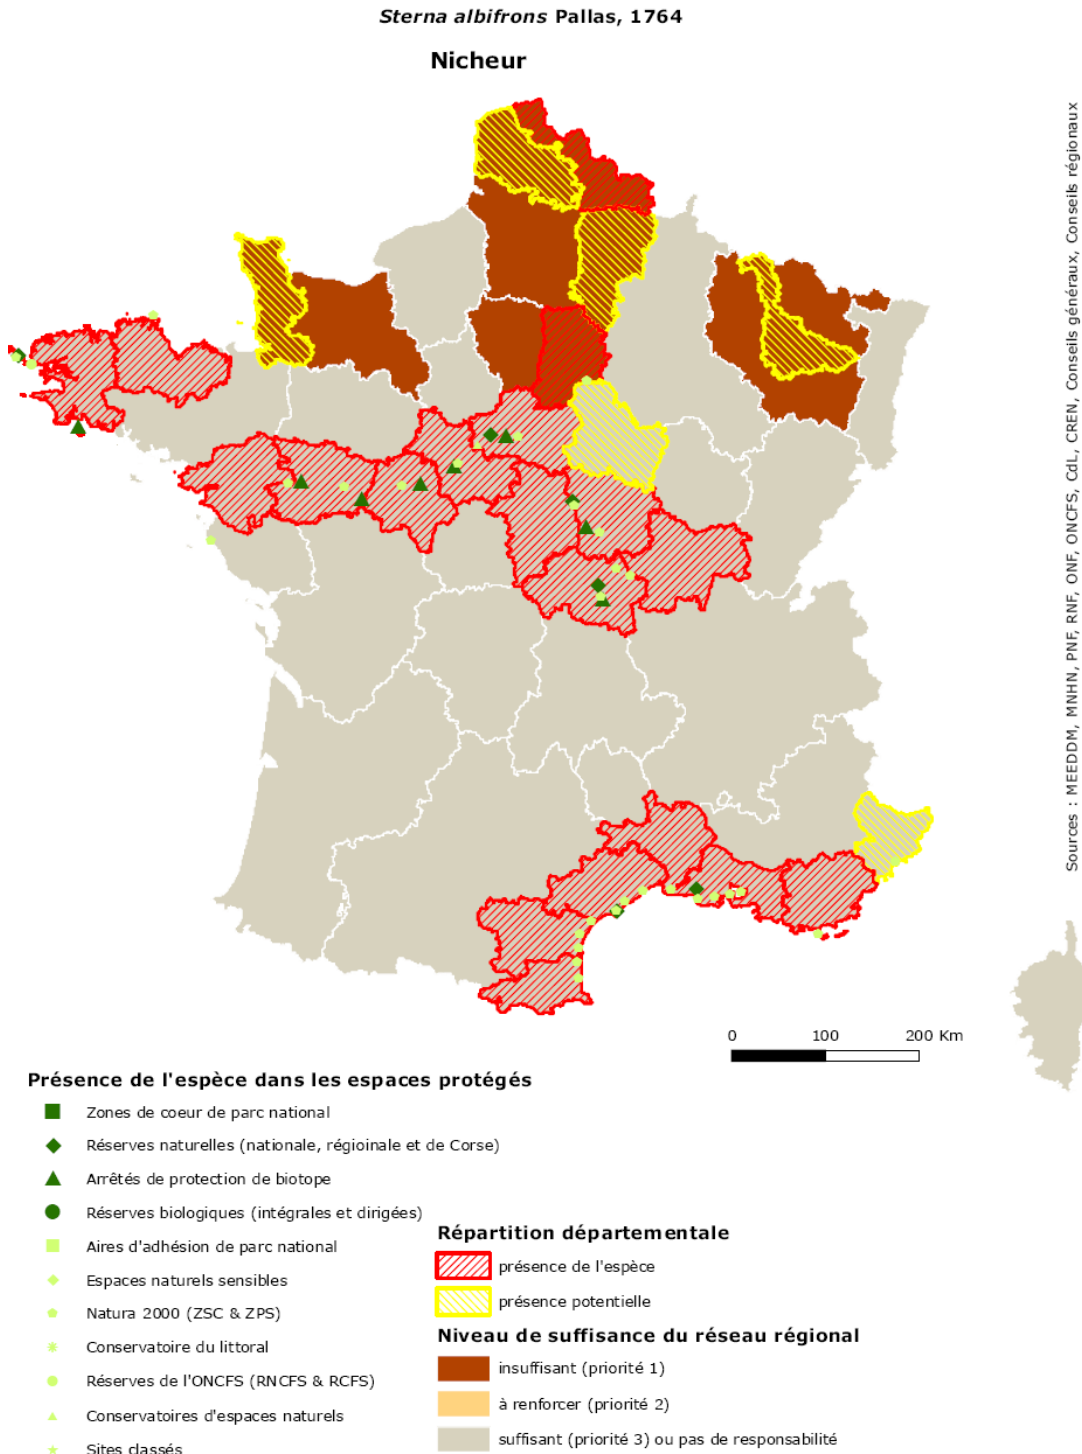 Sterna albifrons Pallas, 1764
Nicheur
Sources : MEEDDM, MNHN, PNF, RNF, ONF, ONCFS, CdL, CREN, Conseils généraux, Conseils régionaux
0 100 200 Km
Présence de l'espèce dans les espaces protégés
Zones de coeur de parc national
Réserves naturelles (nationale, régioinale et de Corse)
Arrêtés de protection de biotope
Réserves biologiques (intégrales et dirigées)
Aires d'adhésion de parc national
Espaces naturels sensibles
Natura 2000 (ZSC & ZPS)
Conservatoire du littoral
Réserves de l'ONCFS (RNCFS & RCFS)
Conservatoires d'espaces naturels
Sites classés
Répartition départementale
présence de l'espèce
présence potentielle
Niveau de suffisance du réseau régional
insuffisant (priorité 1)
à renforcer (priorité 2)
suffisant (priorité 3) ou pas de responsabilité